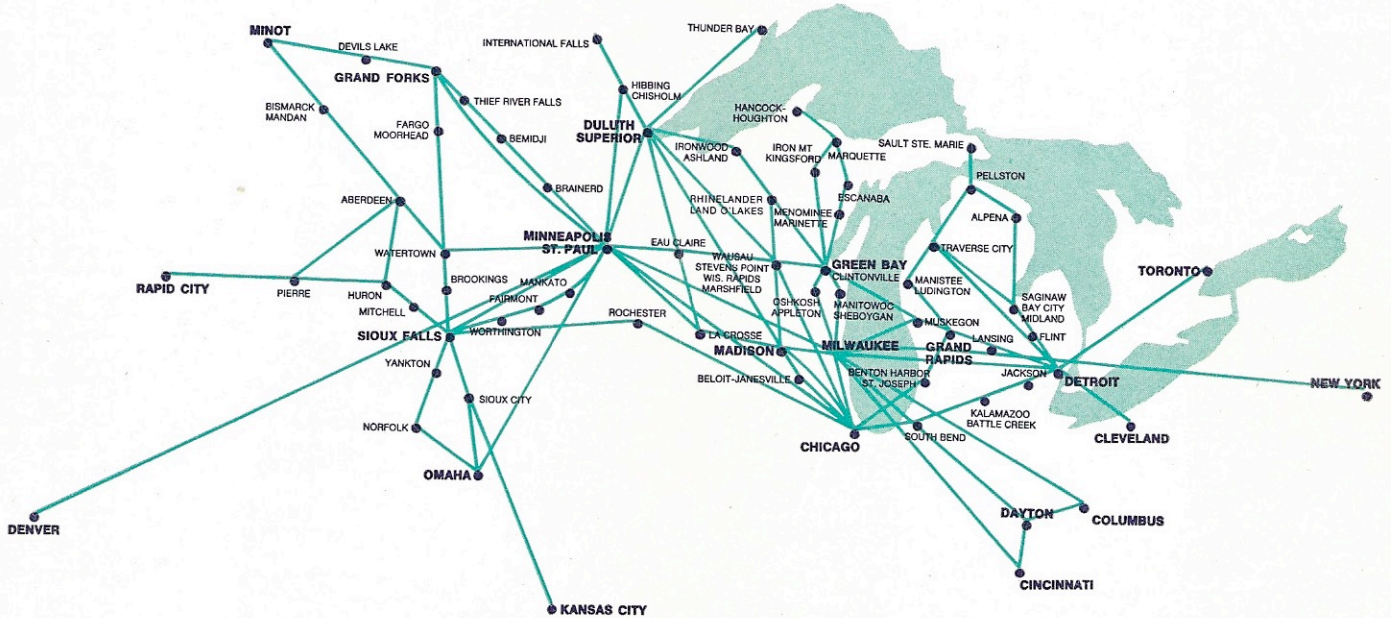 MINOT
DEVILS LAKE
GRAND FORKS
INTERNATIONAL FALLS
THUNDER BAY
HIBBING
CHISHOLM
BISMARCK
MANDAN
THIEF RIVER FALLS
FARGO
MOORHEAD
BEMIDJI
DULUTH
SUPERIOR
HANCOCK-
HOUGHTON
IRONWOOD
ASHLAND
IRON MT
KINGSFORD
MARQUETTE
SAULT STE. MARIE
PELLSTON
BRAINERD
ESCANABA
ABERDEEN
RHINELANDER
LAND O'LAKES
MENOMINEE
MARINETTE
ALPENA
MINNEAPOLIS
ST. PAUL
EAU CLAIRE
WATERTOWN
WAUSAU
STEVENS POINT
WIS. RAPIDS
MARSHFIELD
GREEN BAY
CLINTONVILLE
TRAVERSE CITY
TORONTO
RAPID CITY
PIERRE
HURON
BROOKINGS
MANKATO
FAIRMONT
MANISTEE
LUDINGTON
OSHKOSH
APPLETON
MANITOWOC
SHEBOYGAN
SAGINAW
BAY CITY
MIDLAND
MITCHELL
ROCHESTER
MUSKEGON
SIOUX FALLS
WORTHINGTON
LA CROSSE
MADISON
MILWAUKEE
GRAND
RAPIDS
LANSING
FLINT
YANKTON
BELOIT-JANESVILLE
BENTON HARBOR
ST. JOSEPH
JACKSON
DETROIT
NEW YORK
SIOUX CITY
KALAMAZOO
BATTLE CREEK
NORFOLK
CHICAGO
SOUTH BEND
CLEVELAND
OMAHA
DENVER
DAYTON
COLUMBUS
CINCINNATI
KANSAS CITY